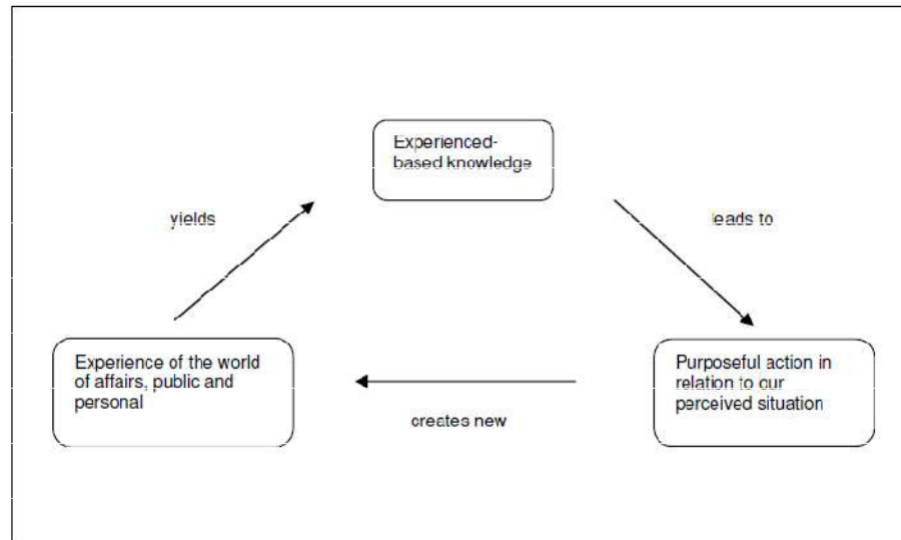 Experienced-
based knowledge
yields
leads to
Experience of the world
of affairs, public and
personal
Purposeful action in
relation to our
perceived situation
creates new